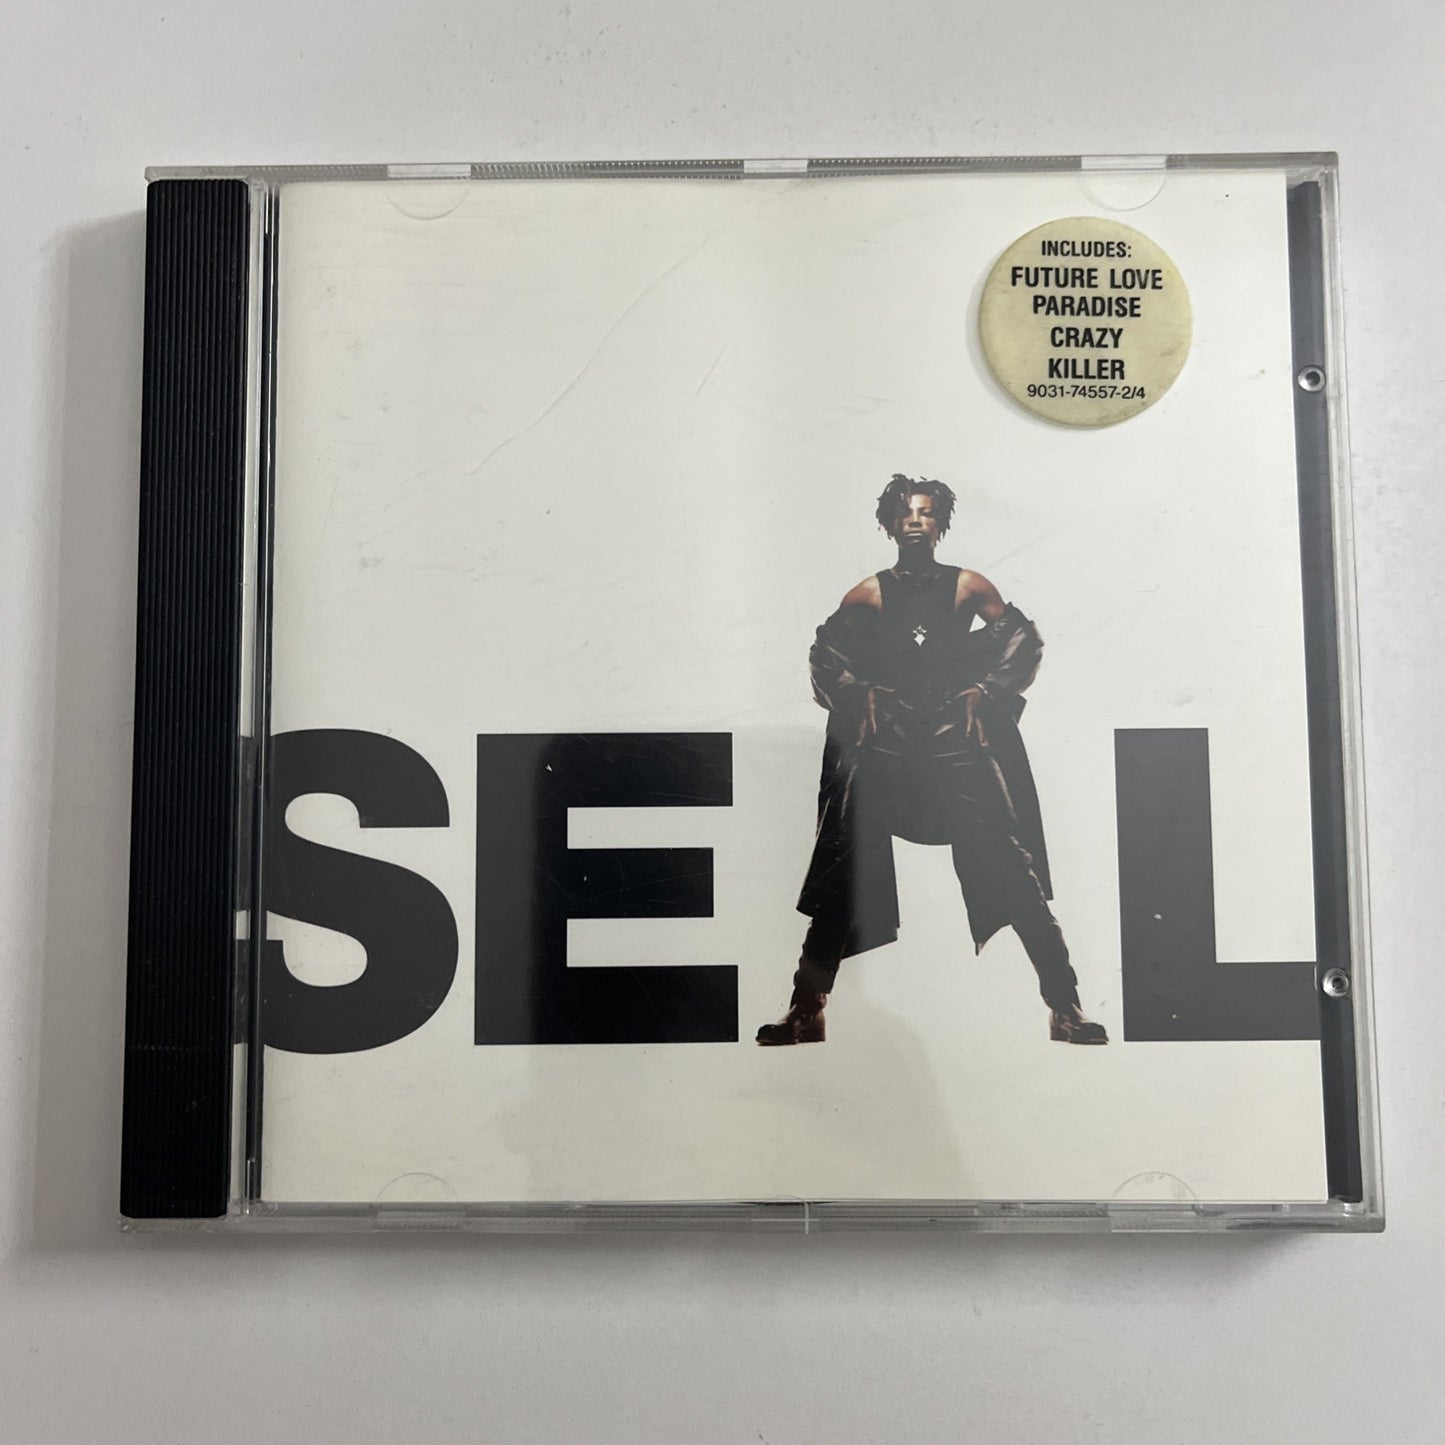 INCLUDES:
FUTURE LOVE
PARADISE
CRAZY
KILLER
9031-74557-2/4
SEAL